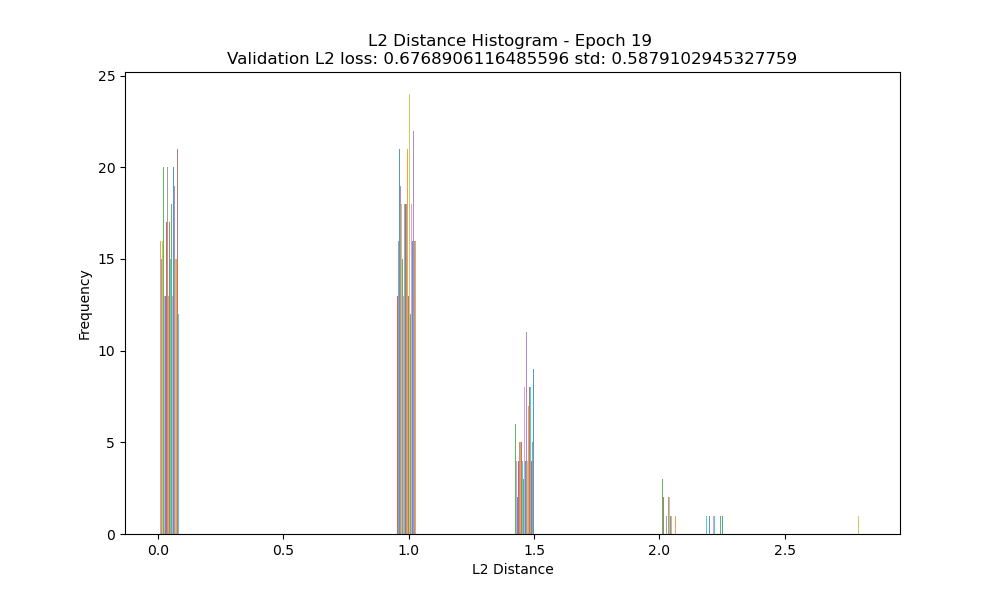 L2 Distance Histogram - Epoch 19
Validation L2 loss: 0.6768906116485596 std: 0.5879102945327759
25
20
15
10
5
0
Frequency
0.0 0.5 1.0 1.5 2.0 2.5
L2 Distance